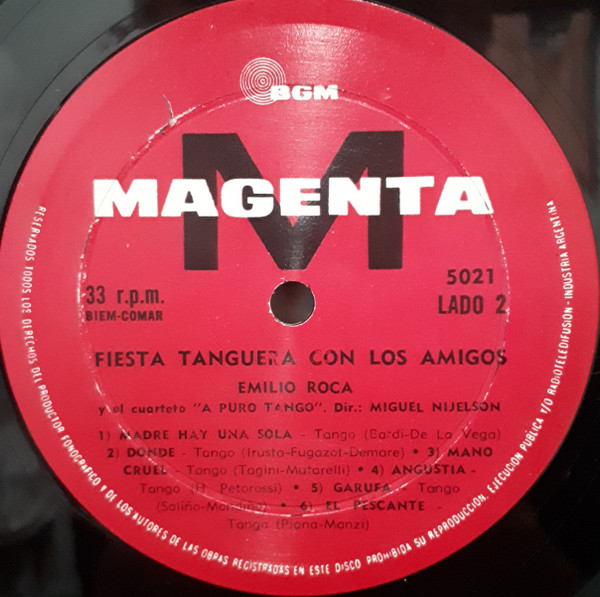 BGM
M
MAGENTA
33 r.p.m.
BIEM-COMAR
5021
LADO 2
FIESTA TANGUERA CON LOS AMIGOS
EMILIO ROCA
y el cuarteto "A PURO TANGO". Dir.: MIGUEL NIJELSON
1) MADRE HAY UNA SOLA - Tango (Bardi-De La Vega)
2) DONDE - Tango (Irusta-Fugazot-Demare) • 3) MANO
CRUEL - Tango (Tagini-Mutarelli) • 4) ANGUSTIA -
Tango (H. Petorossi) • 5) GARUFA - Tango
(Soliño- • 6) EL PESCANTE -
Tango (Piana-Manzi)
RESERVADOS TODOS LOS DERECHOS DEL PRODUCTOR FONOGRAFICO Y DE LOS AUTORES DE LAS OBRAS REGISTRADAS EN ESTE DISCO PROHIBIDA SU REPRODUCCION, EJECUCION PUBLICA Y/O RADIOTELEDIFUSION - INDUSTRIA ARGENTINA